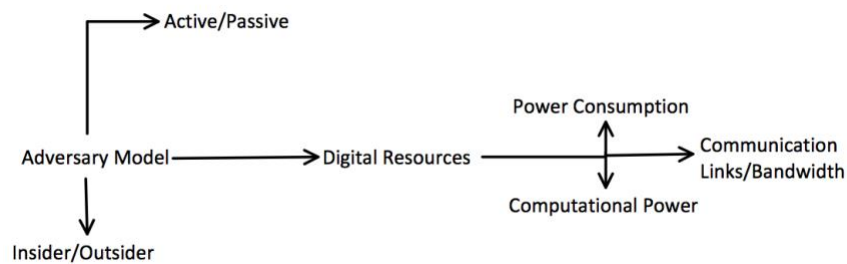 Active/Passive
Power Consumption
Adversary Model
Digital Resources
Communication
Links/Bandwidth
Computational Power
Insider/Outsider